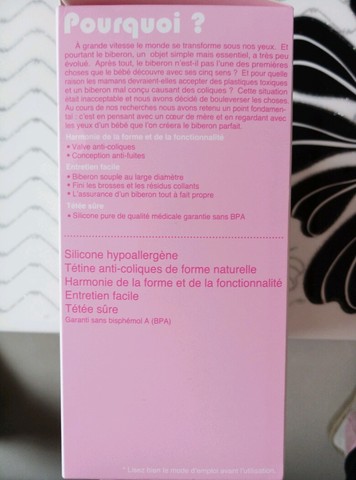 Pourquoi ?
À grande vitesse le monde se transforme sous nos yeux. Et
pourtant le biberon, un objet simple mais essentiel, a très peu
évolué. Après tout, le biberon n'est-il pas l'une des premières
choses que le bébé découvre avec ses cinq sens ? Et pour quelle
raison les mamans devraient-elles accepter des plastiques toxiques
et un biberon mal conçu causant des coliques ? Cette situation
était inacceptable et nous avons décidé de bouleverser les choses.
Au cours de nos recherches nous avons retenu un point fondamen-
tal : c'est en pensant avec un cœur de mère et en regardant avec
les yeux d'un bébé que l'on créera le biberon parfait.
Harmonie de la forme et de la fonctionnalité
• Valve anti-coliques
• Conception anti-fuites
Entretien facile
• Biberon souple au large diamètre
• Fini les brosses et les résidus collants
• L'assurance d'un biberon tout à fait propre
Tétée sûre
• Silicone pure de qualité médicale garantie sans BPA
Silicone hypoallergène
Tétine anti-coliques de forme naturelle
Harmonie de la forme et de la fonctionnalité
Entretien facile
Tétée sûre
Garanti sans bisphémol A (BPA)
* Lisez bien le mode d'emploi avant l'utilisation.